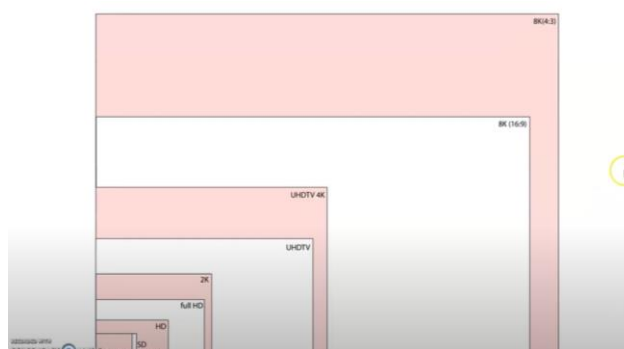 8K(4:3)
8K (16:9)
UHDTV 4K
UHDTV
2K
full HD
HD
SD